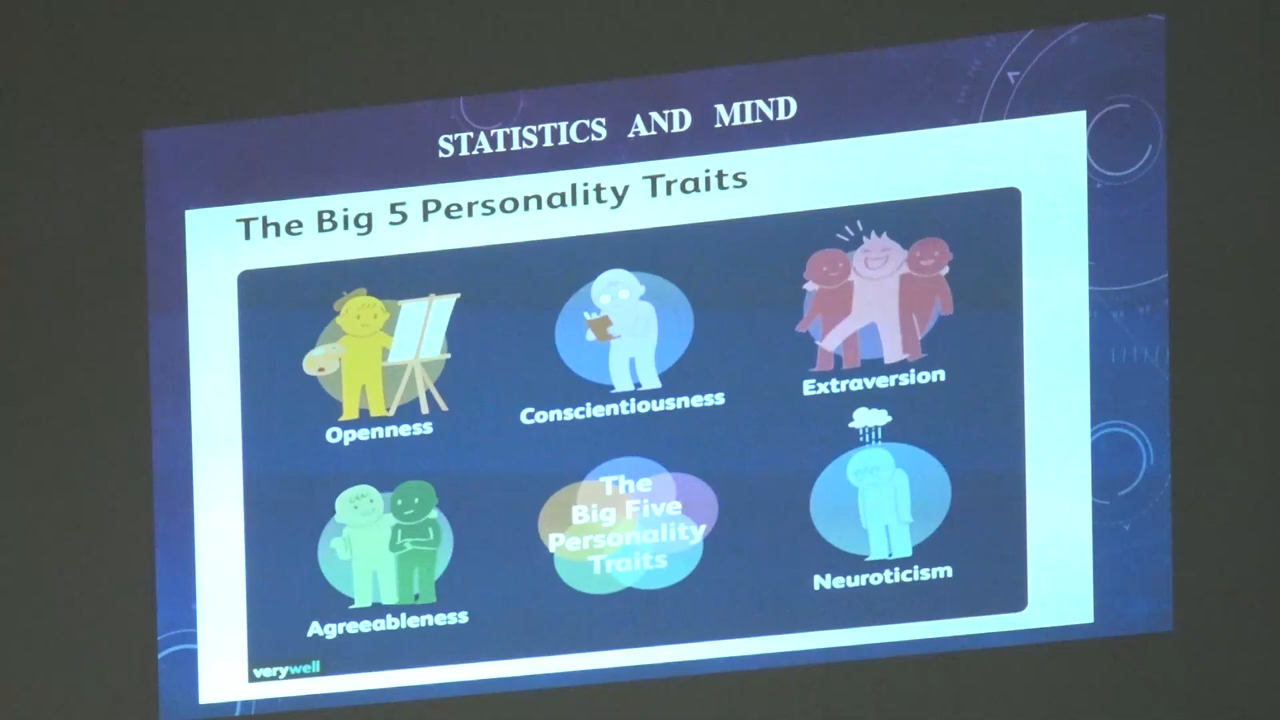 STATISTICS AND MIND
The Big 5 Personality Traits
Openness
Conscientiousness
Extraversion
Agreeableness
The
Big Five
Personality
Traits
Neuroticism
verywell